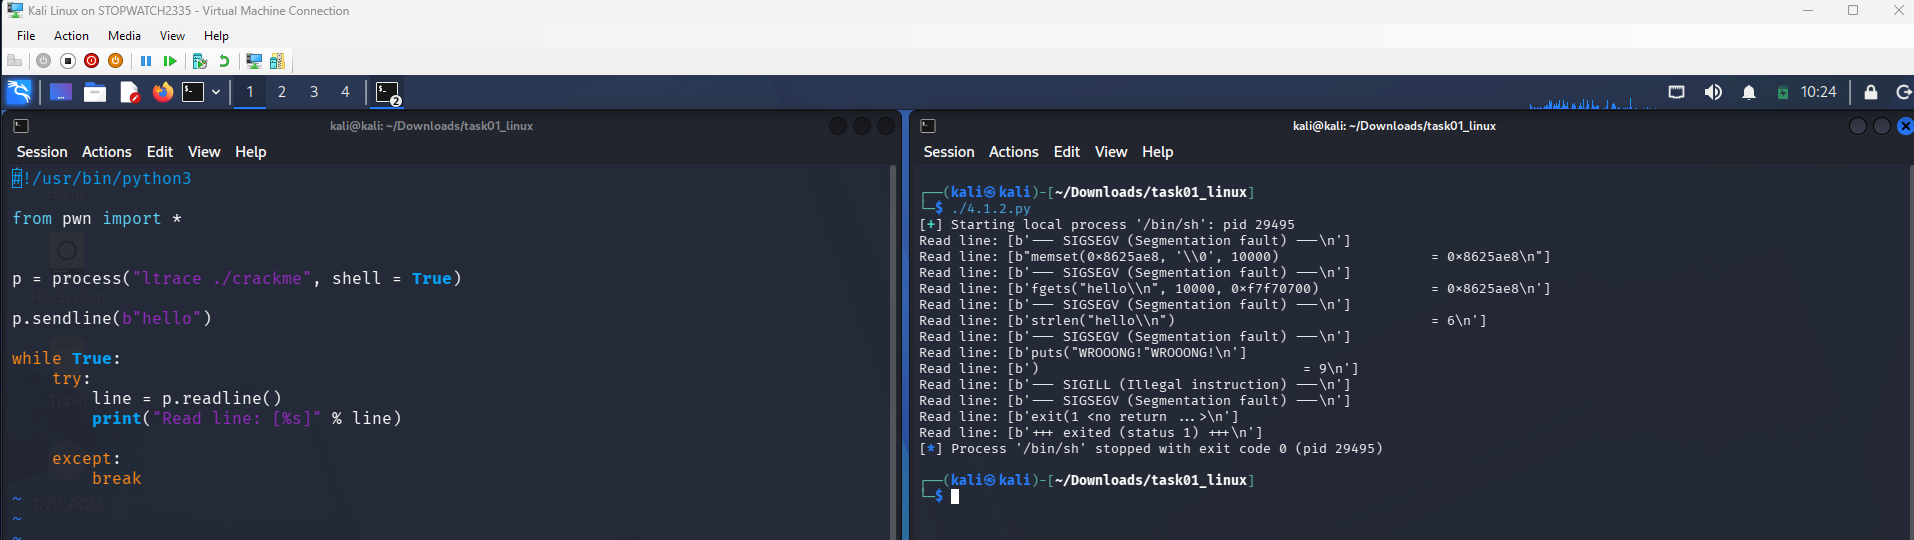 Kali Linux on STOPWATCH2335 - Virtual Machine Connection
File Action Media View Help
1 2 3 4 2 10:24
kali@kali: ~/Downloads/task01_linux
Session Actions Edit View Help
#!/usr/bin/python3
Home
from pwn import *
p = process("ltrace ./crackme", shell = True)
File System
p.sendline(b"hello")
while True:
    try:
        line = p.readline()
Trash
        print("Read line: [%s]" % line)
    except:
        break
~
DVD_ROM
~
~
kali@kali: ~/Downloads/task01_linux
Session Actions Edit View Help
┌──(kali㉿kali)-[~/Downloads/task01_linux]
└─$ ./4.1.2.py
[+] Starting local process '/bin/sh': pid 29495
Read line: [b'--- SIGSEGV (Segmentation fault) ---\n']
Read line: [b"memset(0×8625ae8, '\\0', 10000) = 0×8625ae8\n"]
Read line: [b'--- SIGSEGV (Segmentation fault) ---\n']
Read line: [b'fgets("hello\\n", 10000, 0×f7f70700) = 0×8625ae8\n']
Read line: [b'--- SIGSEGV (Segmentation fault) ---\n']
Read line: [b'strlen("hello\\n") = 6\n']
Read line: [b'--- SIGSEGV (Segmentation fault) ---\n']
Read line: [b'puts("WROOONG!"WROOONG!\n']
Read line: [b') = 9\n']
Read line: [b'--- SIGILL (Illegal instruction) ---\n']
Read line: [b'--- SIGSEGV (Segmentation fault) ---\n']
Read line: [b'exit(1 <no return ...>\n']
Read line: [b'+++ exited (status 1) +++\n']
[*] Process '/bin/sh' stopped with exit code 0 (pid 29495)
┌──(kali㉿kali)-[~/Downloads/task01_linux]
└─$